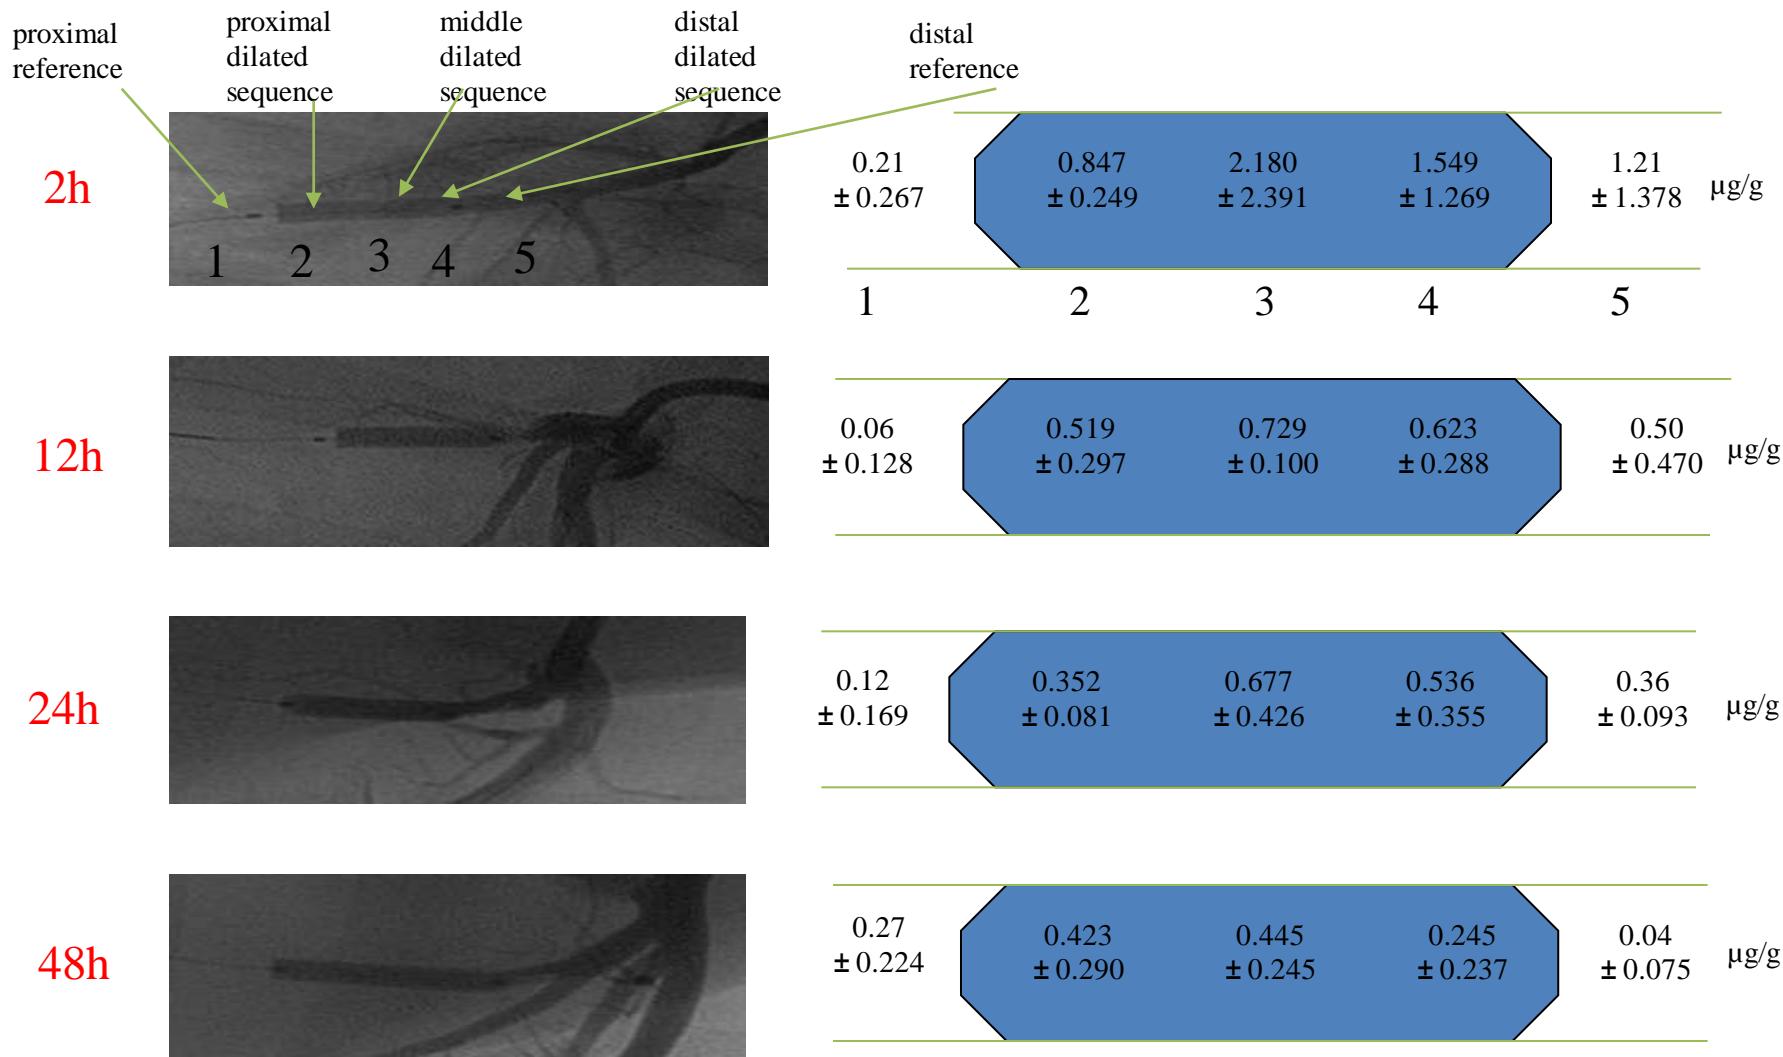 proximal
reference
proximal
dilated
sequence
middle
dilated
sequence
distal
dilated
sequence
distal
reference
2h
1 2 3 4 5
0.21 0.847 2.180 1.549 1.21
± 0.267 ± 0.249 ± 2.391 ± 1.269 ± 1.378 µg/g
1 2 3 4 5
12h
0.06 0.519 0.729 0.623 0.50
± 0.128 ± 0.297 ± 0.100 ± 0.288 ± 0.470 µg/g
24h
0.12 0.352 0.677 0.536 0.36
± 0.169 ± 0.081 ± 0.426 ± 0.355 ± 0.093 µg/g
48h
0.27 0.423 0.445 0.245 0.04
± 0.224 ± 0.290 ± 0.245 ± 0.237 ± 0.075 µg/g